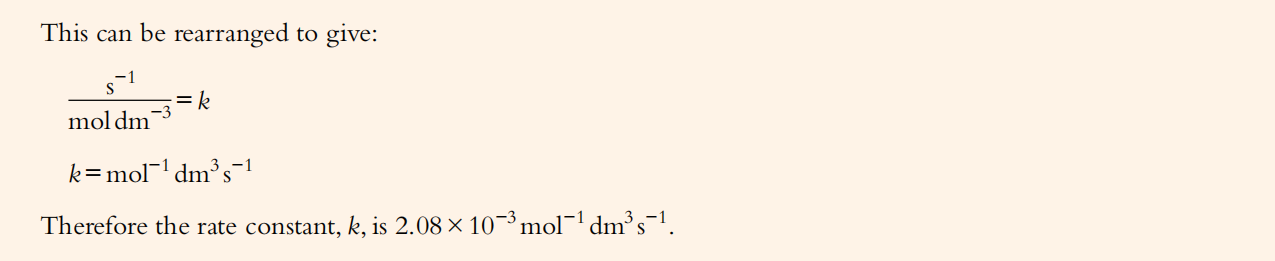 This can be rearranged to give:
s⁻¹
mol dm⁻³ = k
k = mol⁻¹ dm³ s⁻¹
Therefore the rate constant, k, is 2.08 × 10⁻³ mol⁻¹ dm³ s⁻¹.